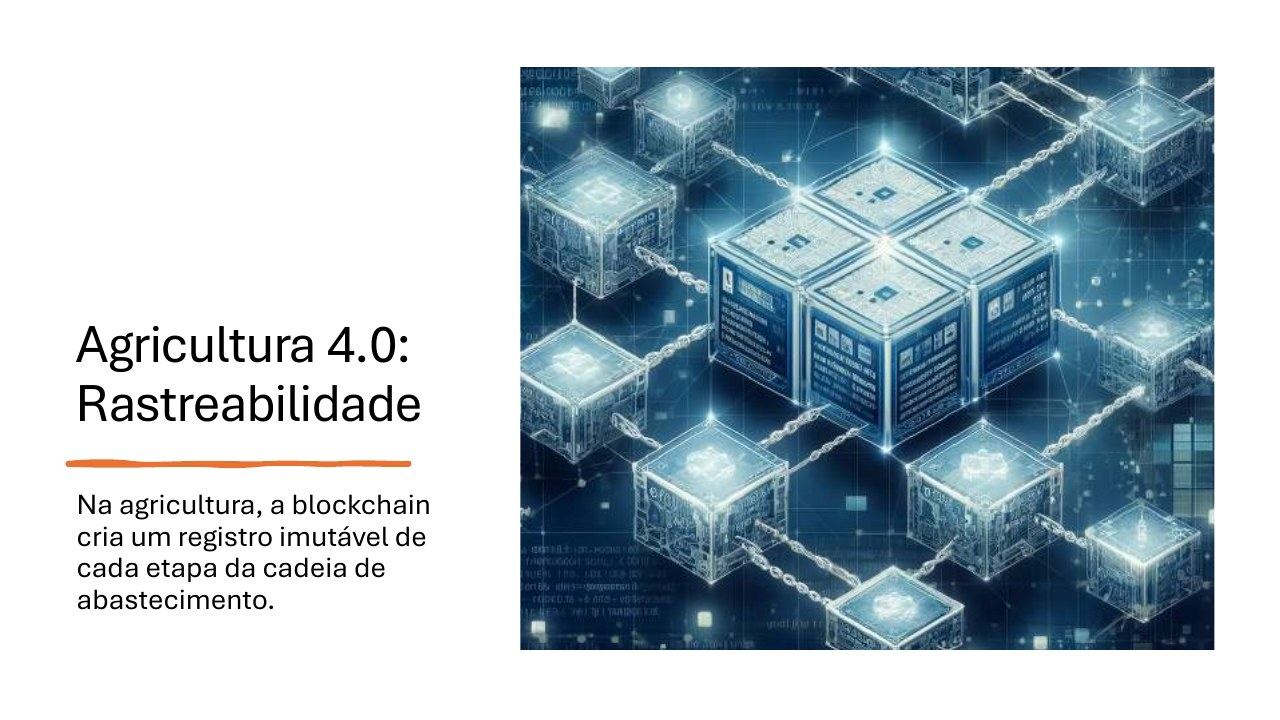 Agricultura 4.0:
Rastreabilidade
Na agricultura, a blockchain
cria um registro imutável de
cada etapa da cadeia de
abastecimento.